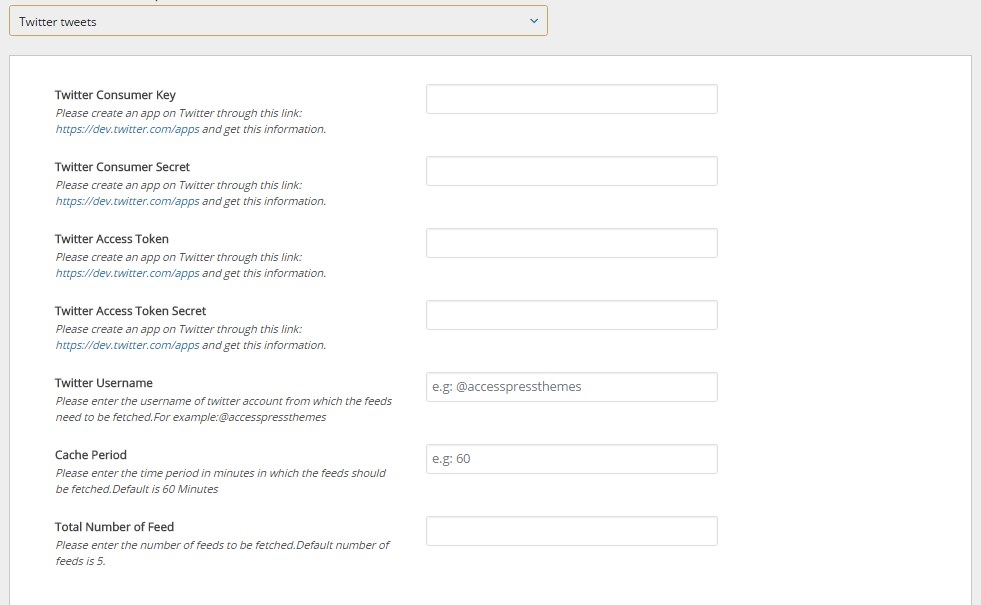 Twitter tweets
Twitter Consumer Key
Please create an app on Twitter through this link:
https://dev.twitter.com/apps and get this information.
Twitter Consumer Secret
Please create an app on Twitter through this link:
https://dev.twitter.com/apps and get this information.
Twitter Access Token
Please create an app on Twitter through this link:
https://dev.twitter.com/apps and get this information.
Twitter Access Token Secret
Please create an app on Twitter through this link:
https://dev.twitter.com/apps and get this information.
Twitter Username
e.g: @accesspressthemes
Please enter the username of twitter account from which the feeds
need to be fetched.For example:@accesspressthemes
Cache Period
e.g: 60
Please enter the time period in minutes in which the feeds should
be fetched.Default is 60 Minutes
Total Number of Feed
Please enter the number of feeds to be fetched.Default number of
feeds is 5.